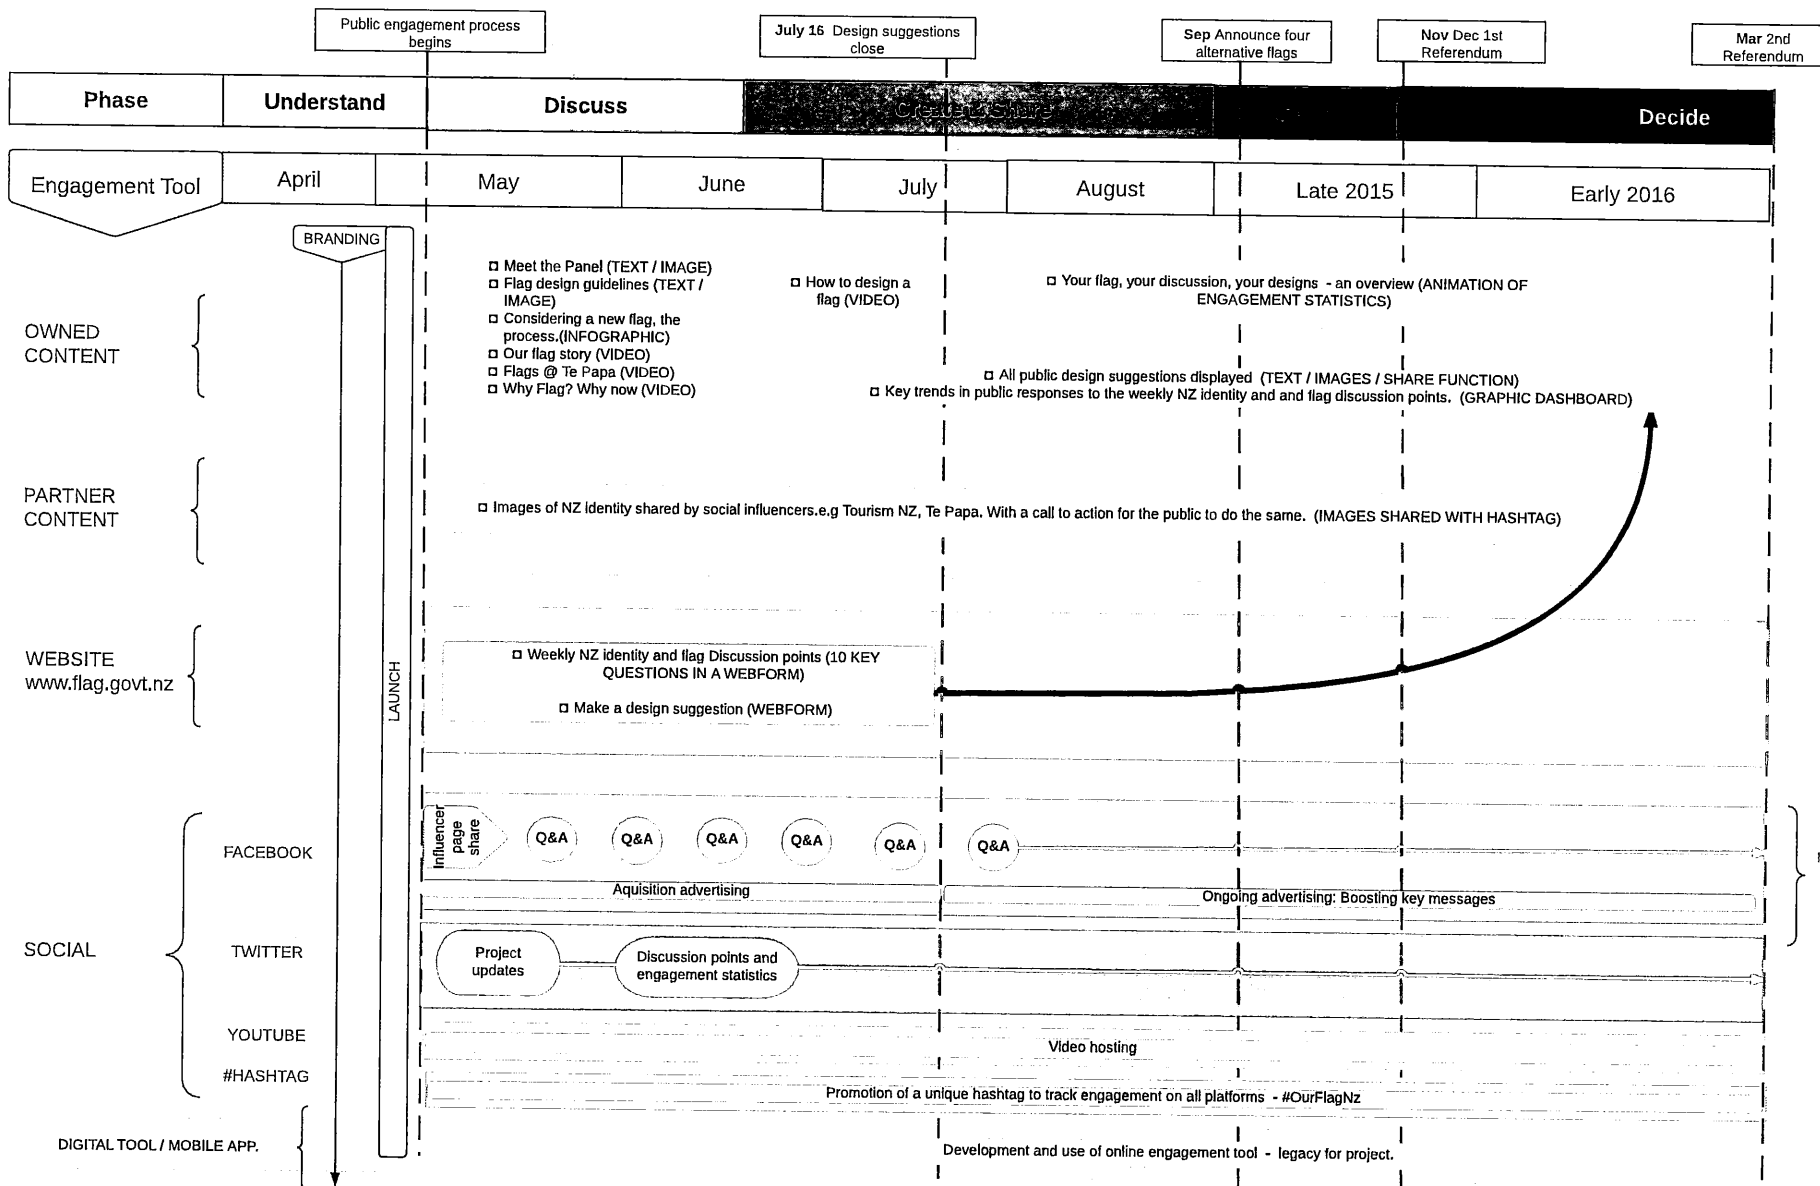 Public engagement process
begins
July 16 Design suggestions
close
Sep Announce four
alternative flags
Nov Dec 1st
Referendum
Mar 2nd
Referendum
Phase
Understand
Discuss
Create & Share
Decide
Engagement Tool
April
May
June
July
August
Late 2015
Early 2016
BRANDING
LAUNCH
OWNED
CONTENT
Meet the Panel (TEXT / IMAGE)
Flag design guidelines (TEXT /
IMAGE)
Considering a new flag, the
process.(INFOGRAPHIC)
Our flag story (VIDEO)
Flags @ Te Papa (VIDEO)
Why Flag? Why now (VIDEO)
How to design a
flag (VIDEO)
Your flag, your discussion, your designs - an overview (ANIMATION OF
ENGAGEMENT STATISTICS)
All public design suggestions displayed (TEXT / IMAGES / SHARE FUNCTION)
Key trends in public responses to the weekly NZ identity and and flag discussion points. (GRAPHIC DASHBOARD)
PARTNER
CONTENT
Images of NZ identity shared by social influencers.e.g Tourism NZ, Te Papa. With a call to action for the public to do the same. (IMAGES SHARED WITH HASHTAG)
WEBSITE
www.flag.govt.nz
Weekly NZ identity and flag Discussion points (10 KEY
QUESTIONS IN A WEBFORM)
Make a design suggestion (WEBFORM)
SOCIAL
FACEBOOK
Influencer
page
share
Q&A
Q&A
Q&A
Q&A
Q&A
Q&A
Aquisition advertising
Ongoing advertising: Boosting key messages
TWITTER
Project
updates
Discussion points and
engagement statistics
YOUTUBE
Video hosting
#HASHTAG
Promotion of a unique hashtag to track engagement on all platforms - #OurFlagNz
DIGITAL TOOL / MOBILE APP.
Development and use of online engagement tool - legacy for project.